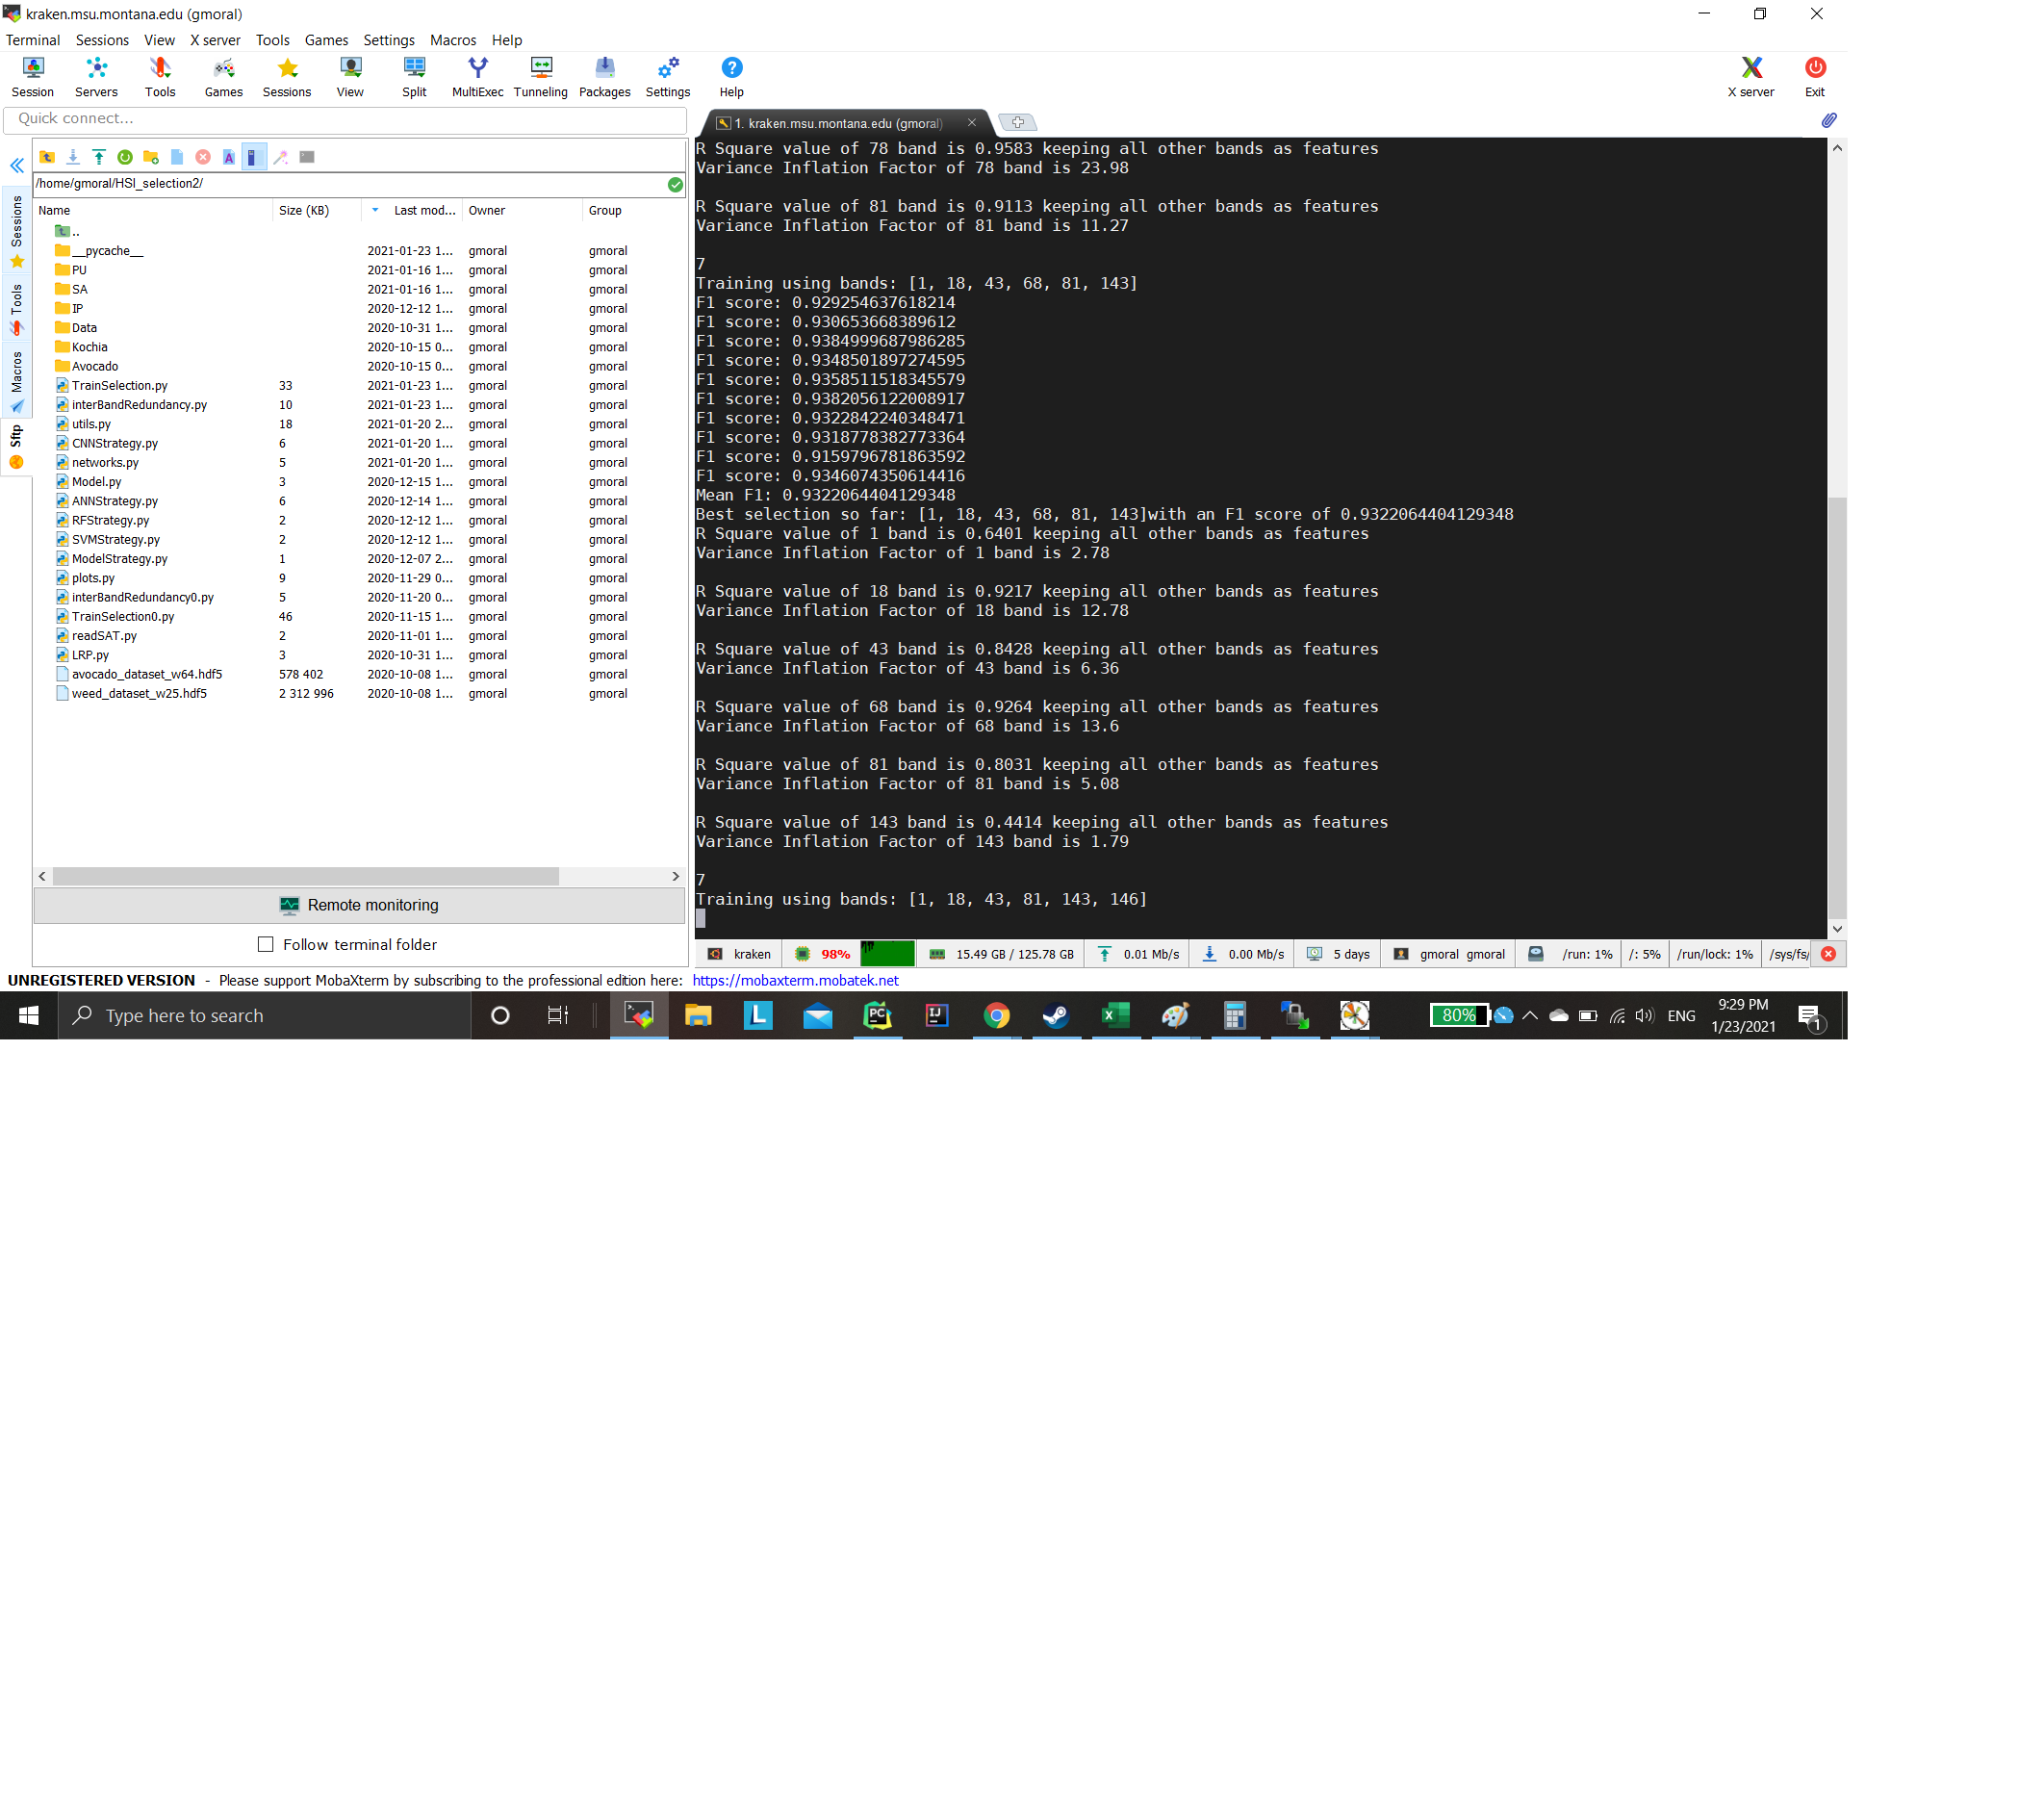 kraken.msu.montana.edu (gmoral)
Terminal Sessions View X server Tools Games Settings Macros Help
Session Servers Tools Games Sessions View Split MultiExec Tunneling Packages Settings Help X server Exit
Quick connect...
1. kraken.msu.montana.edu (gmoral)
/home/gmoral/HSI_selection2/
Sessions
Tools
Macros
Sftp
Name Size (KB) Last mod... Owner Group
..
__pycache__ 2021-01-23 1... gmoral gmoral
PU 2021-01-16 1... gmoral gmoral
SA 2021-01-16 1... gmoral gmoral
IP 2020-12-12 1... gmoral gmoral
Data 2020-10-31 1... gmoral gmoral
Kochia 2020-10-15 0... gmoral gmoral
Avocado 2020-10-15 0... gmoral gmoral
TrainSelection.py 33 2021-01-23 1... gmoral gmoral
interBandRedundancy.py 10 2021-01-23 1... gmoral gmoral
utils.py 18 2021-01-20 2... gmoral gmoral
CNNStrategy.py 6 2021-01-20 1... gmoral gmoral
networks.py 5 2021-01-20 1... gmoral gmoral
Model.py 3 2020-12-15 1... gmoral gmoral
ANNStrategy.py 6 2020-12-14 1... gmoral gmoral
RFStrategy.py 2 2020-12-12 1... gmoral gmoral
SVMStrategy.py 2 2020-12-12 1... gmoral gmoral
ModelStrategy.py 1 2020-12-07 2... gmoral gmoral
plots.py 9 2020-11-29 0... gmoral gmoral
interBandRedundancy0.py 5 2020-11-20 0... gmoral gmoral
TrainSelection0.py 46 2020-11-15 1... gmoral gmoral
readSAT.py 2 2020-11-01 1... gmoral gmoral
LRP.py 3 2020-10-31 1... gmoral gmoral
avocado_dataset_w64.hdf5 578 402 2020-10-08 1... gmoral gmoral
weed_dataset_w25.hdf5 2 312 996 2020-10-08 1... gmoral gmoral
Remote monitoring
Follow terminal folder
R Square value of 78 band is 0.9583 keeping all other bands as features
Variance Inflation Factor of 78 band is 23.98
R Square value of 81 band is 0.9113 keeping all other bands as features
Variance Inflation Factor of 81 band is 11.27
7
Training using bands: [1, 18, 43, 68, 81, 143]
F1 score: 0.929254637618214
F1 score: 0.930653668389612
F1 score: 0.9384999687986285
F1 score: 0.9348501897274595
F1 score: 0.9358511518345579
F1 score: 0.9382056122008917
F1 score: 0.9322842240348471
F1 score: 0.9318778382773364
F1 score: 0.9159796781863592
F1 score: 0.9346074350614416
Mean F1: 0.9322064404129348
Best selection so far: [1, 18, 43, 68, 81, 143]with an F1 score of 0.9322064404129348
R Square value of 1 band is 0.6401 keeping all other bands as features
Variance Inflation Factor of 1 band is 2.78
R Square value of 18 band is 0.9217 keeping all other bands as features
Variance Inflation Factor of 18 band is 12.78
R Square value of 43 band is 0.8428 keeping all other bands as features
Variance Inflation Factor of 43 band is 6.36
R Square value of 68 band is 0.9264 keeping all other bands as features
Variance Inflation Factor of 68 band is 13.6
R Square value of 81 band is 0.8031 keeping all other bands as features
Variance Inflation Factor of 81 band is 5.08
R Square value of 143 band is 0.4414 keeping all other bands as features
Variance Inflation Factor of 143 band is 1.79
7
Training using bands: [1, 18, 43, 81, 143, 146]
kraken 98% 15.49 GB / 125.78 GB 0.01 Mb/s 0.00 Mb/s 5 days gmoral gmoral /run: 1% /: 5% /run/lock: 1% /sys/fs/
UNREGISTERED VERSION - Please support MobaXterm by subscribing to the professional edition here: https://mobaxterm.mobatek.net
Type here to search
80% ENG
9:29 PM
1/23/2021
1